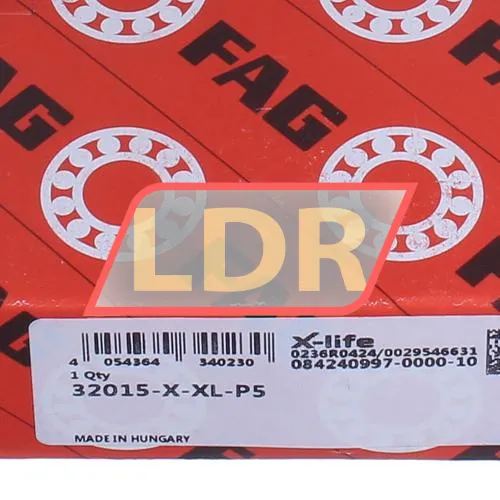 FAG
FAG
FAG
LDR
X-life
4 054364 340230
0236R0424/0029546631
1 Qty
084240997-0000-10
32015-X-XL-P5
MADE IN HUNGARY